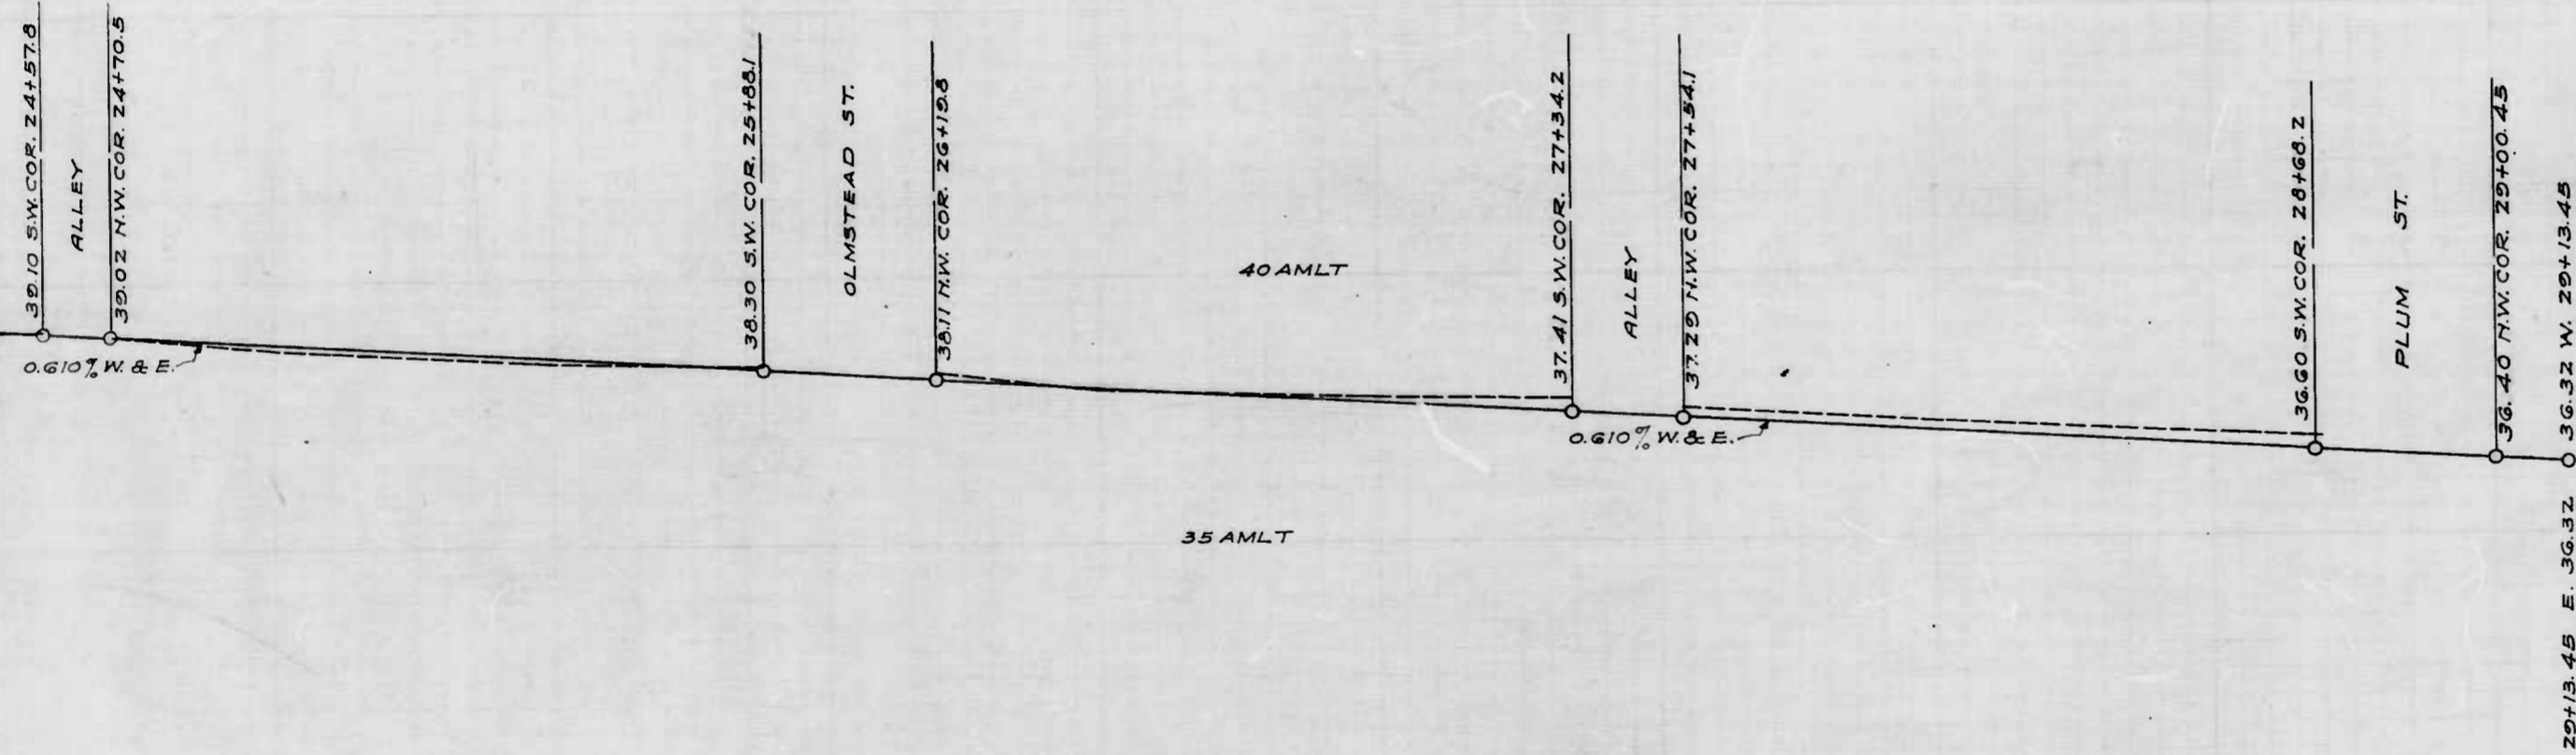 39.10 S.W. COR. 24+57.8
ALLEY
39.02 N.W. COR. 24+70.5
0.610% W. & E.
38.30 S.W. COR. 25+88.1
OLMSTEAD ST.
38.11 N.W. COR. 26+19.8
40 AMLT
35 AMLT
37.41 S.W. COR. 27+34.2
ALLEY
37.29 N.W. COR. 27+54.1
0.610% W. & E.
36.60 S.W. COR. 28+68.2
PLUM ST.
36.40 N.W. COR. 29+00.45
36.32 W. 29+13.45
29+13.45 E. 36.32